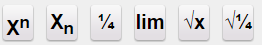 Xⁿ Xₙ ¼ lim √x √¼